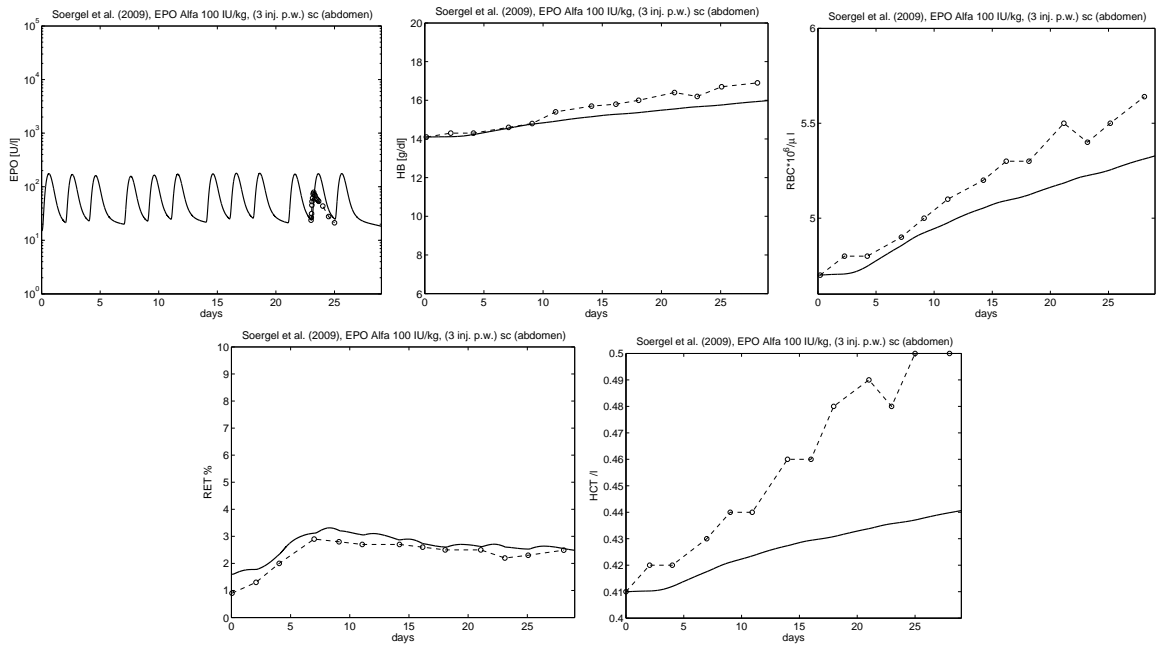 Soergel et al. (2009), EPO Alfa 100 IU/kg, (3 inj. p.w.) sc (abdomen)
10^5
10^4
10^3
10^2
10^1
10^0
EPO [U/l]
0 5 10 15 20 25
days
Soergel et al. (2009), EPO Alfa 100 IU/kg, (3 inj. p.w.) sc (abdomen)
20
18
16
14
12
10
8
6
HB [g/dl]
0 5 10 15 20 25
days
Soergel et al. (2009), EPO Alfa 100 IU/kg, (3 inj. p.w.) sc (abdomen)
6
5.5
5
RBC*10^6/μ l
0 5 10 15 20 25
days
Soergel et al. (2009), EPO Alfa 100 IU/kg, (3 inj. p.w.) sc (abdomen)
10
9
8
7
6
5
4
3
2
1
0
RET %
0 5 10 15 20 25
days
Soergel et al. (2009), EPO Alfa 100 IU/kg, (3 inj. p.w.) sc (abdomen)
0.5
0.49
0.48
0.47
0.46
0.45
0.44
0.43
0.42
0.41
0.4
HCT /l
0 5 10 15 20 25
days